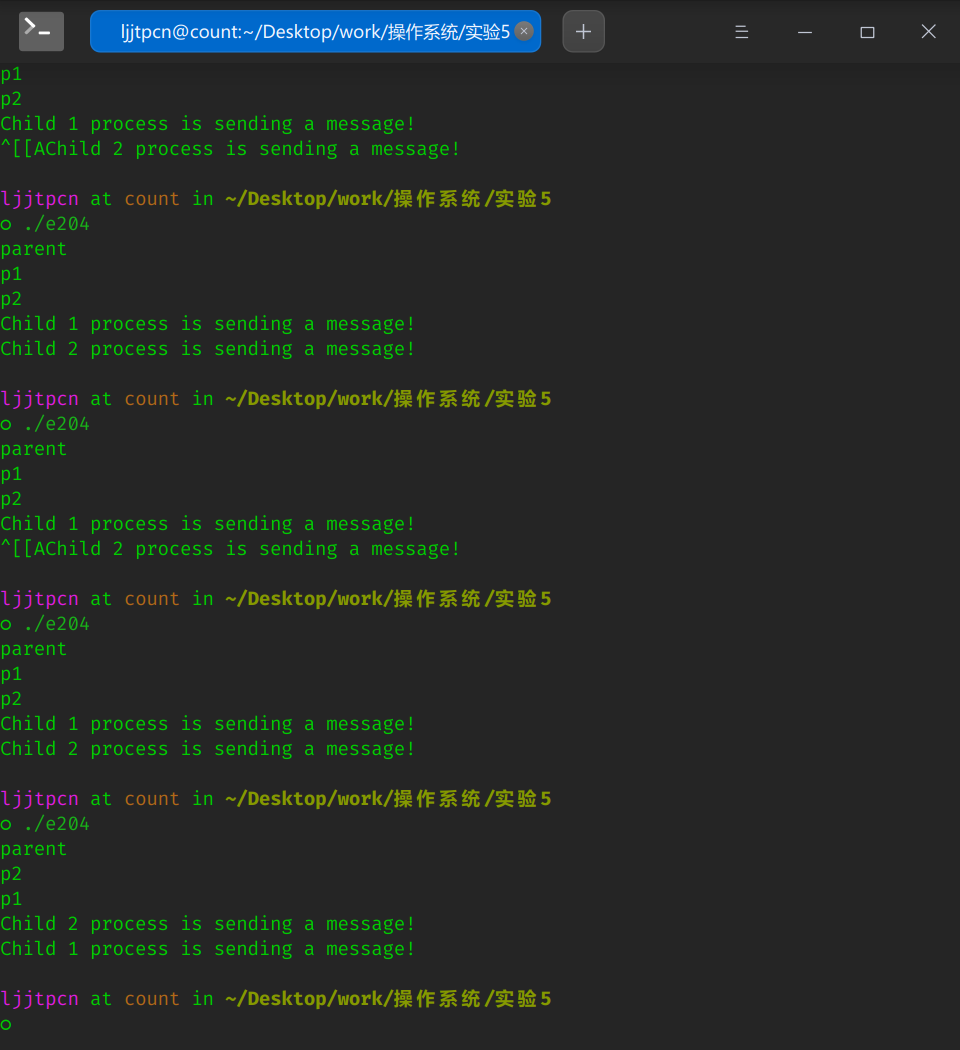 ljjtpcn@count:~/Desktop/work/操作系统/实验5
p1
p2
Child 1 process is sending a message!
^[[AChild 2 process is sending a message!
ljjtpcn at count in ~/Desktop/work/操作系统/实验5
○ ./e204
parent
p1
p2
Child 1 process is sending a message!
Child 2 process is sending a message!
ljjtpcn at count in ~/Desktop/work/操作系统/实验5
○ ./e204
parent
p1
p2
Child 1 process is sending a message!
^[[AChild 2 process is sending a message!
ljjtpcn at count in ~/Desktop/work/操作系统/实验5
○ ./e204
parent
p1
p2
Child 1 process is sending a message!
Child 2 process is sending a message!
ljjtpcn at count in ~/Desktop/work/操作系统/实验5
○ ./e204
parent
p2
p1
Child 2 process is sending a message!
Child 1 process is sending a message!
ljjtpcn at count in ~/Desktop/work/操作系统/实验5
○